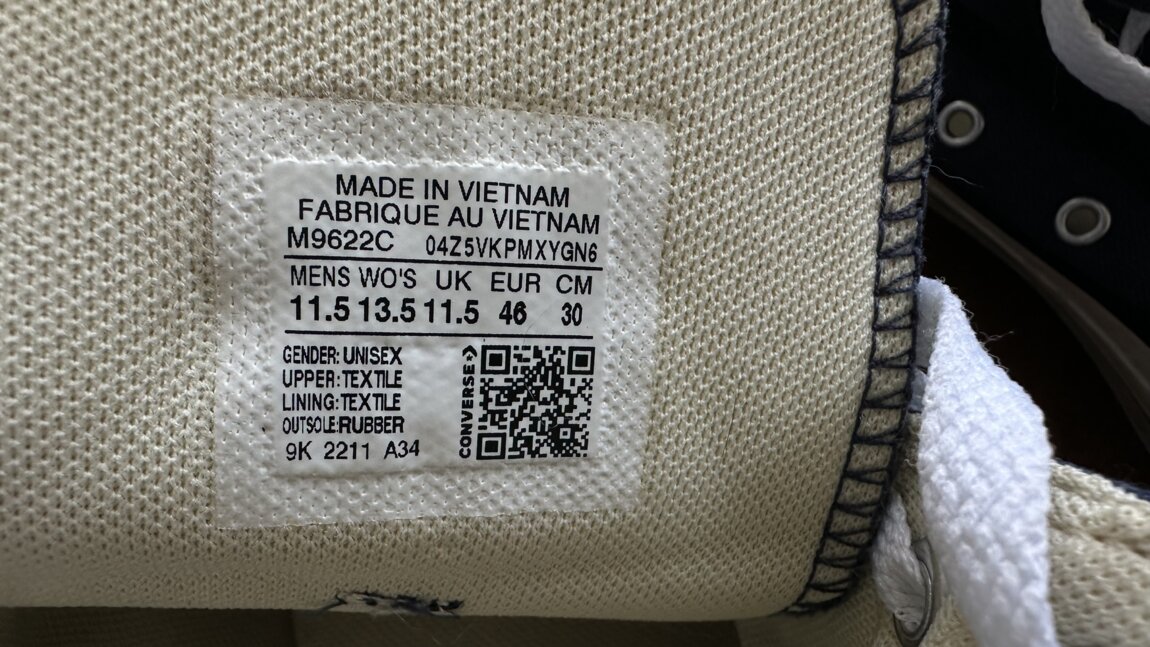 MADE IN VIETNAM
FABRIQUE AU VIETNAM
M9622C 04Z5VKPMXYGN6
MENS WO'S UK EUR CM
11.5 13.5 11.5 46 30
GENDER: UNISEX
UPPER: TEXTILE
LINING: TEXTILE
OUTSOLE: RUBBER
9K 2211 A34
CONVERSE